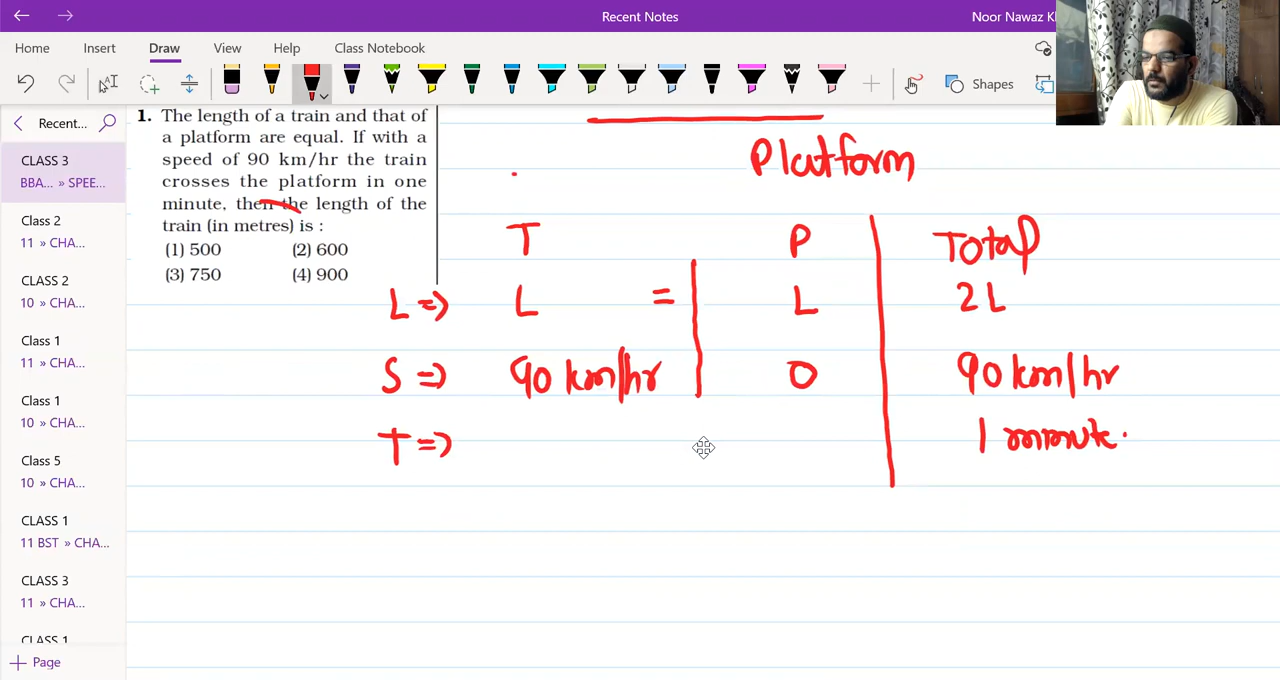 Recent Notes
Noor Nawaz
Home Insert Draw View Help Class Notebook
Shapes
Recent...
CLASS 3
BBA... » SPEE...
Class 2
11 » CHA...
CLASS 2
10 » CHA...
Class 1
11 » CHA...
Class 1
10 » CHA...
Class 5
10 » CHA...
CLASS 1
11 BST » CHA...
CLASS 3
11 » CHA...
CLASS 1
Page
1. The length of a train and that of
a platform are equal. If with a
speed of 90 km/hr the train
crosses the platform in one
minute, then the length of the
train (in metres) is :
(1) 500 (2) 600
(3) 750 (4) 900
Platform
T P Total
L => L = L 2L
S => 90 km/hr 0 90 km/hr
T => 1 minute.